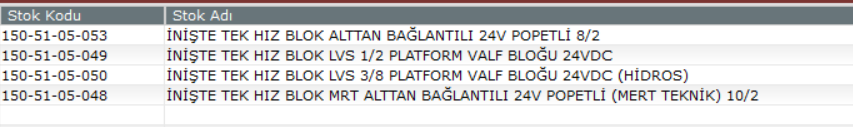 Stok Kodu Stok Adı
150-51-05-053 İNİŞTE TEK HIZ BLOK ALTTAN BAĞLANTILI 24V POPETLİ 8/2
150-51-05-049 İNİŞTE TEK HIZ BLOK LVS 1/2 PLATFORM VALF BLOĞU 24VDC
150-51-05-050 İNİŞTE TEK HIZ BLOK LVS 3/8 PLATFORM VALF BLOĞU 24VDC (HİDROS)
150-51-05-048 İNİŞTE TEK HIZ BLOK MRT ALTTAN BAĞLANTILI 24V POPETLİ (MERT TEKNİK) 10/2